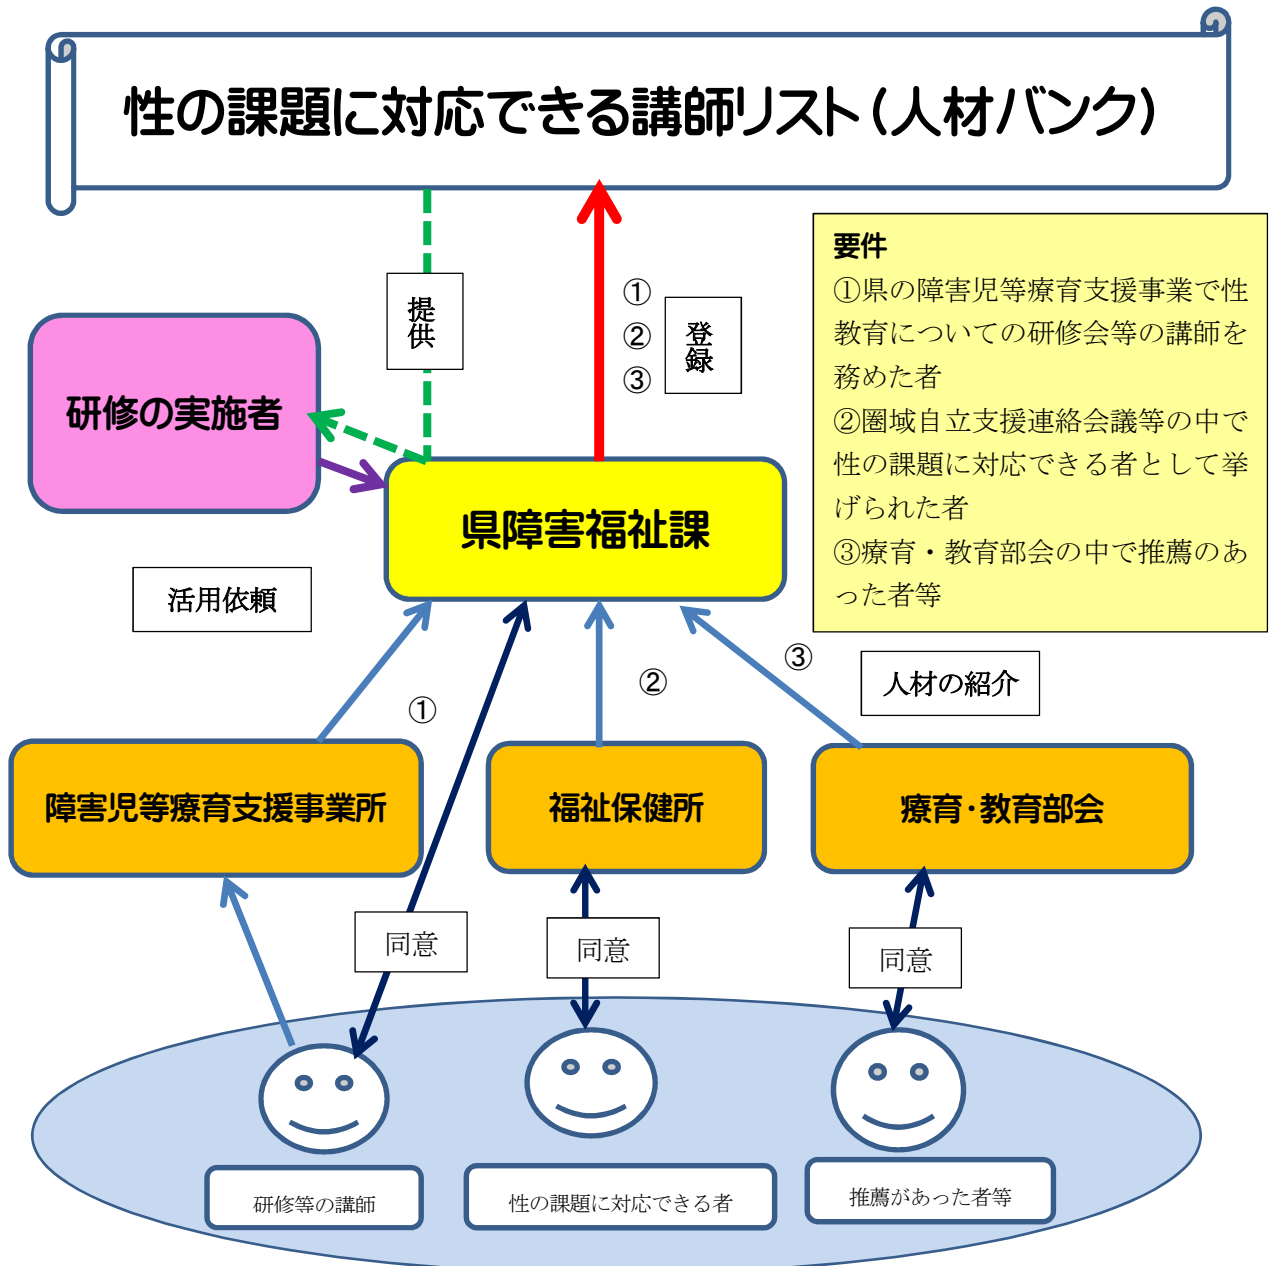 性の課題に対応できる講師リスト(人材バンク)
提供
①
②
③
登録
要件
①県の障害児等療育支援事業で性
教育についての研修会等の講師を
務めた者
②圏域自立支援連絡会議等の中で
性の課題に対応できる者として挙
げられた者
③療育・教育部会の中で推薦のあ
った者等
研修の実施者
県障害福祉課
活用依頼
①
②
③
人材の紹介
障害児等療育支援事業所
福祉保健所
療育・教育部会
同意
同意
同意
研修等の講師
性の課題に対応できる者
推薦があった者等